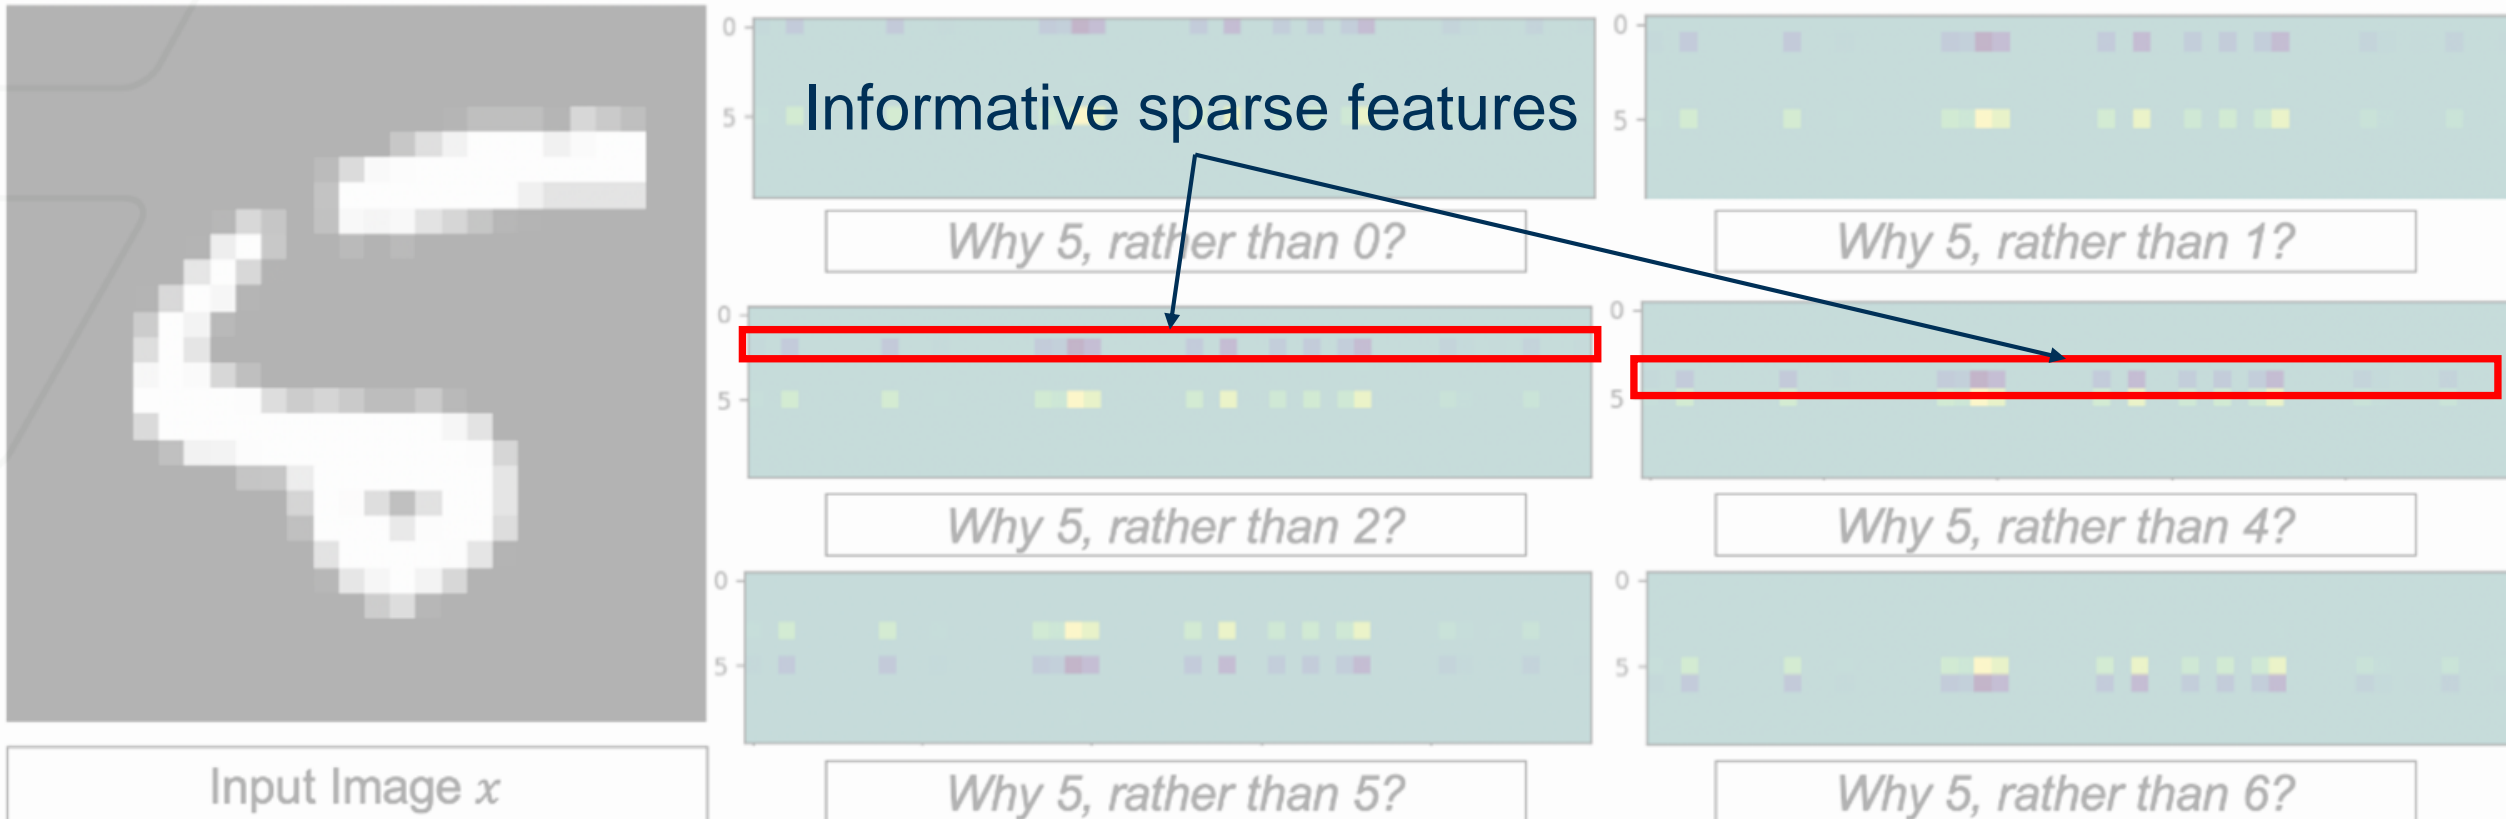 0
5
Informative sparse features
0
5
Why 5, rather than 0?
Why 5, rather than 1?
0
5
0
5
Why 5, rather than 2?
Why 5, rather than 4?
0
5
0
5
Input Image x
Why 5, rather than 5?
Why 5, rather than 6?